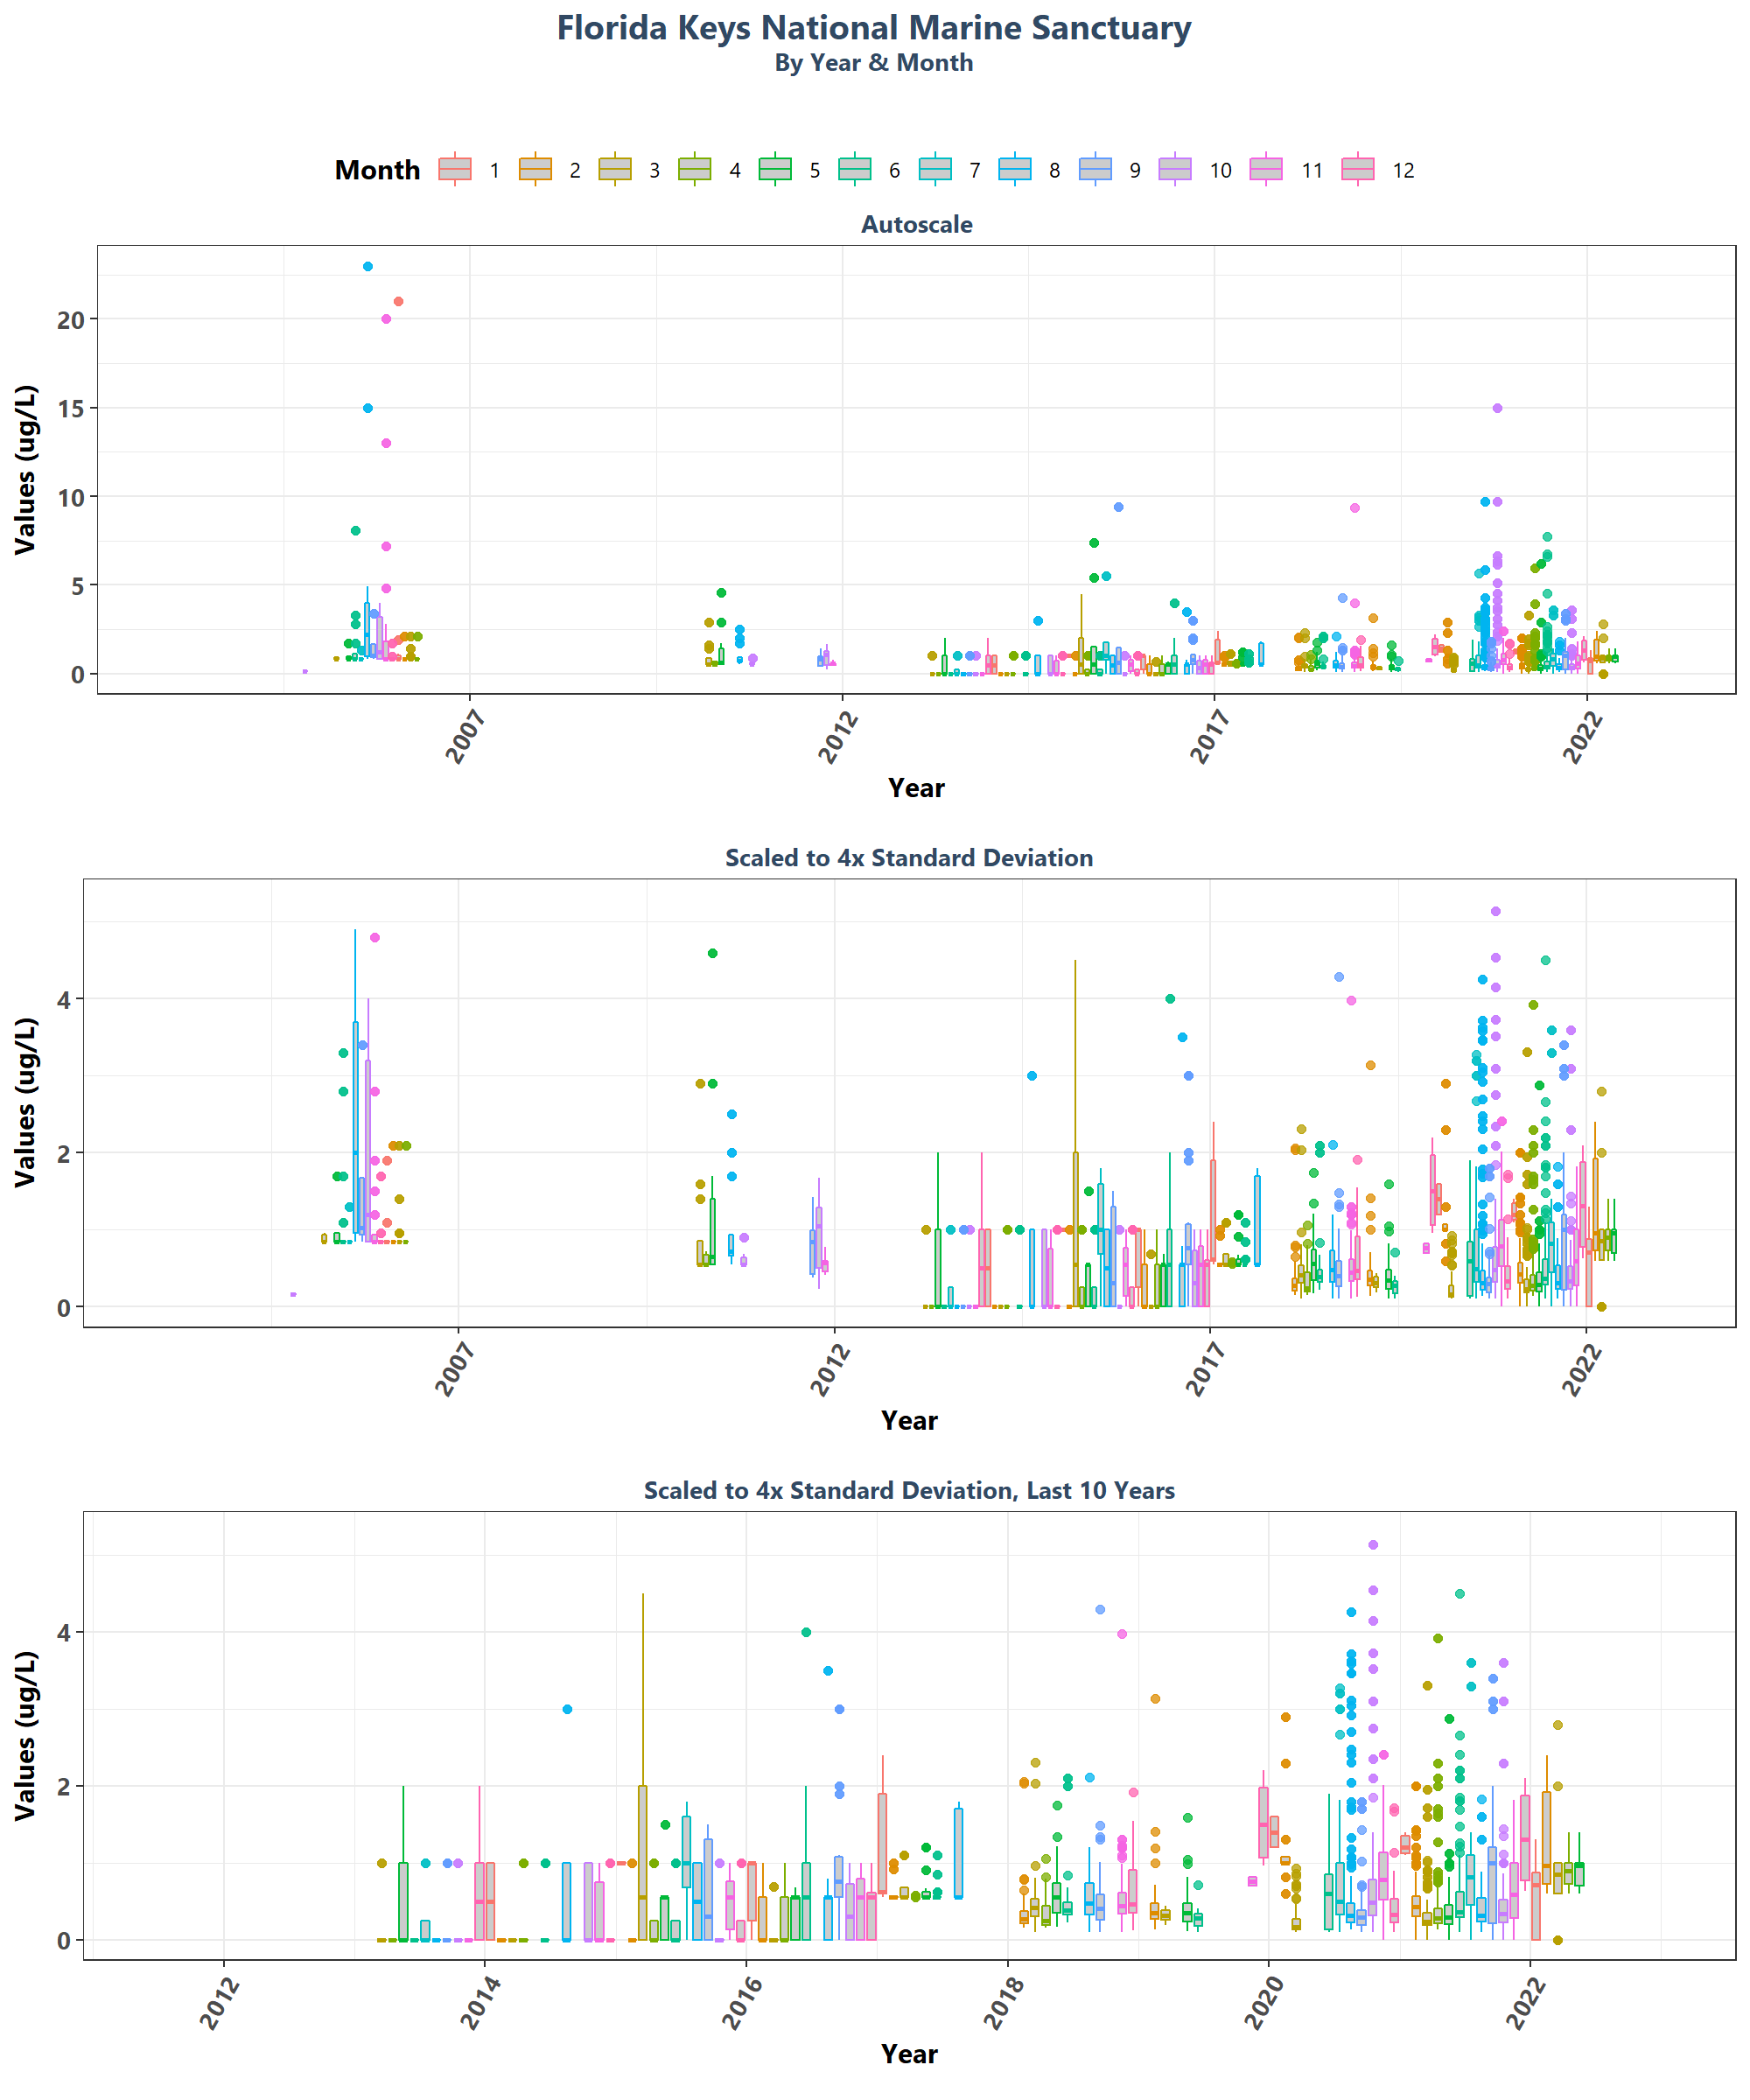 Florida Keys National Marine Sanctuary
By Year & Month
Month 1 2 3 4 5 6 7 8 9 10 11 12
Autoscale
Values (ug/L)
20
15
10
5
0
2007 2012 2017 2022
Year
Scaled to 4x Standard Deviation
Values (ug/L)
4
2
0
2007 2012 2017 2022
Year
Scaled to 4x Standard Deviation, Last 10 Years
Values (ug/L)
4
2
0
2012 2014 2016 2018 2020 2022
Year